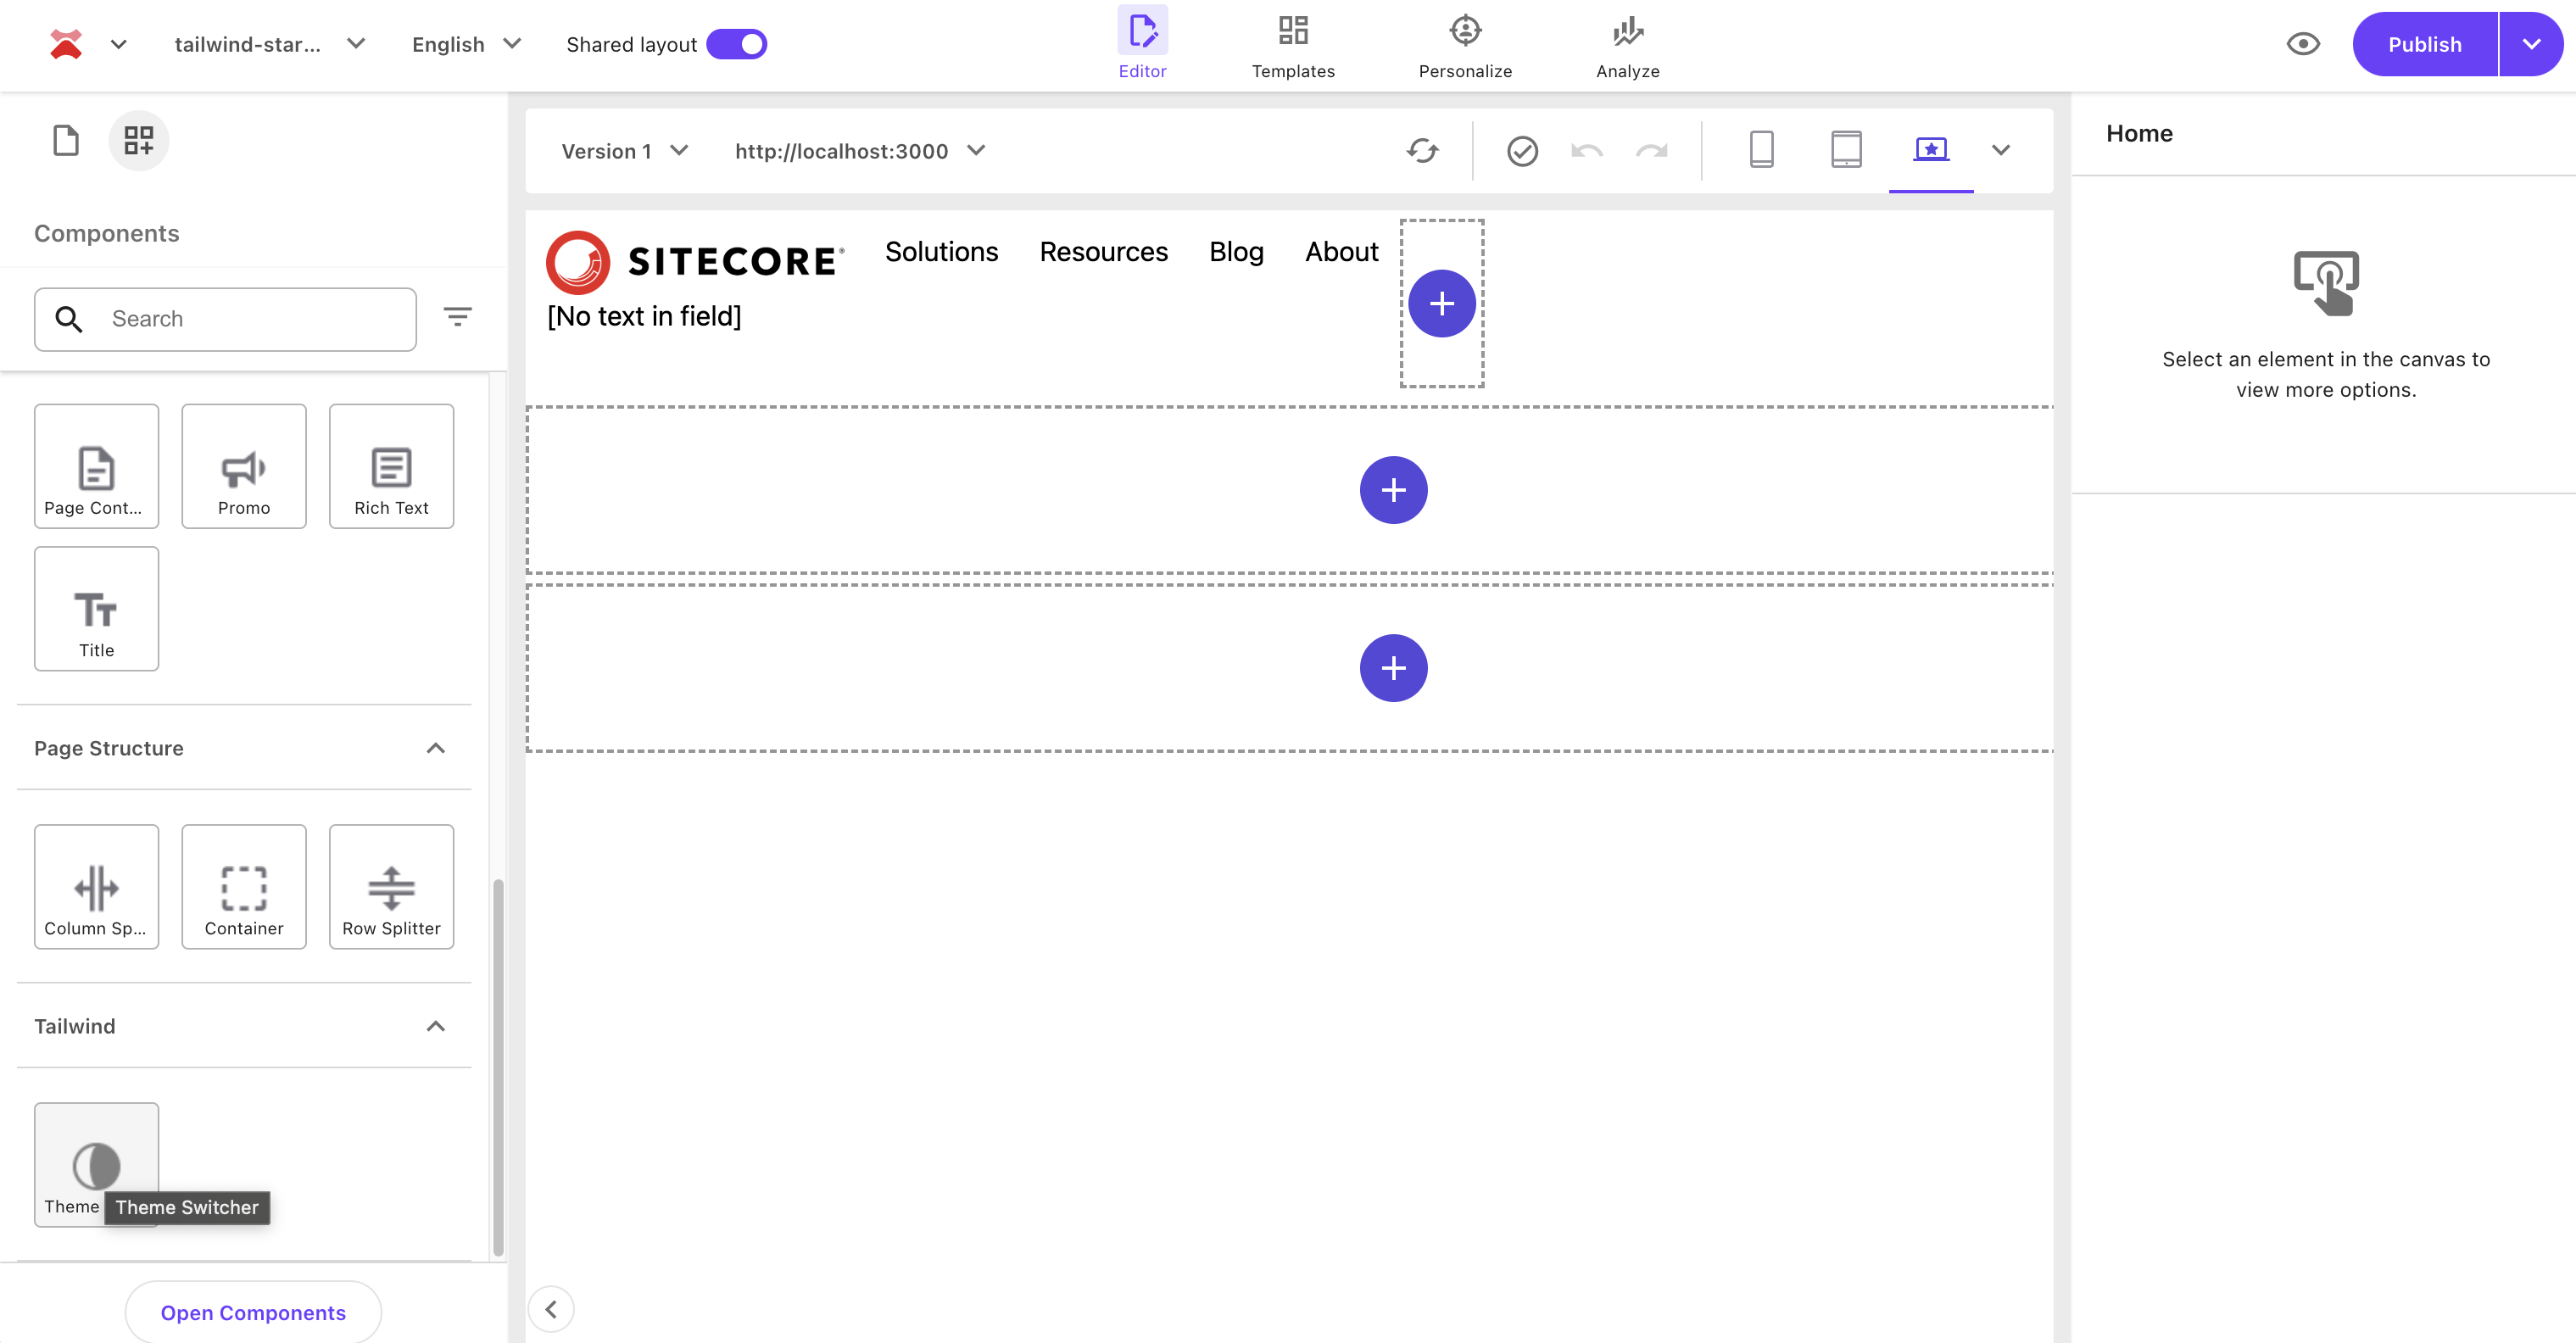 tailwind-star...
English
Shared layout
Editor
Templates
Personalize
Analyze
Publish
Components
Search
Page Cont...
Promo
Rich Text
Title
Page Structure
Column Sp...
Container
Row Splitter
Tailwind
Theme
Theme Switcher
Open Components
Version 1
http://localhost:3000
SITECORE®
Solutions
Resources
Blog
About
[No text in field]
Home
Select an element in the canvas to
view more options.